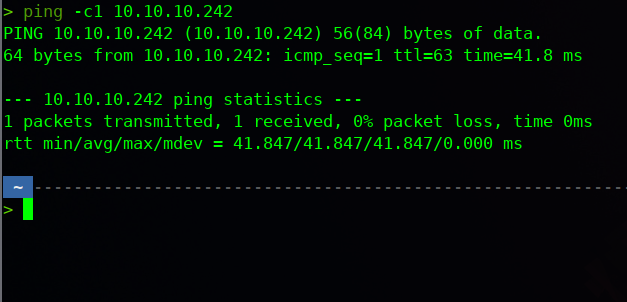 > ping -c1 10.10.10.242
PING 10.10.10.242 (10.10.10.242) 56(84) bytes of data.
64 bytes from 10.10.10.242: icmp_seq=1 ttl=63 time=41.8 ms
--- 10.10.10.242 ping statistics ---
1 packets transmitted, 1 received, 0% packet loss, time 0ms
rtt min/avg/max/mdev = 41.847/41.847/41.847/0.000 ms
~ ------------------------------------------------------------
>